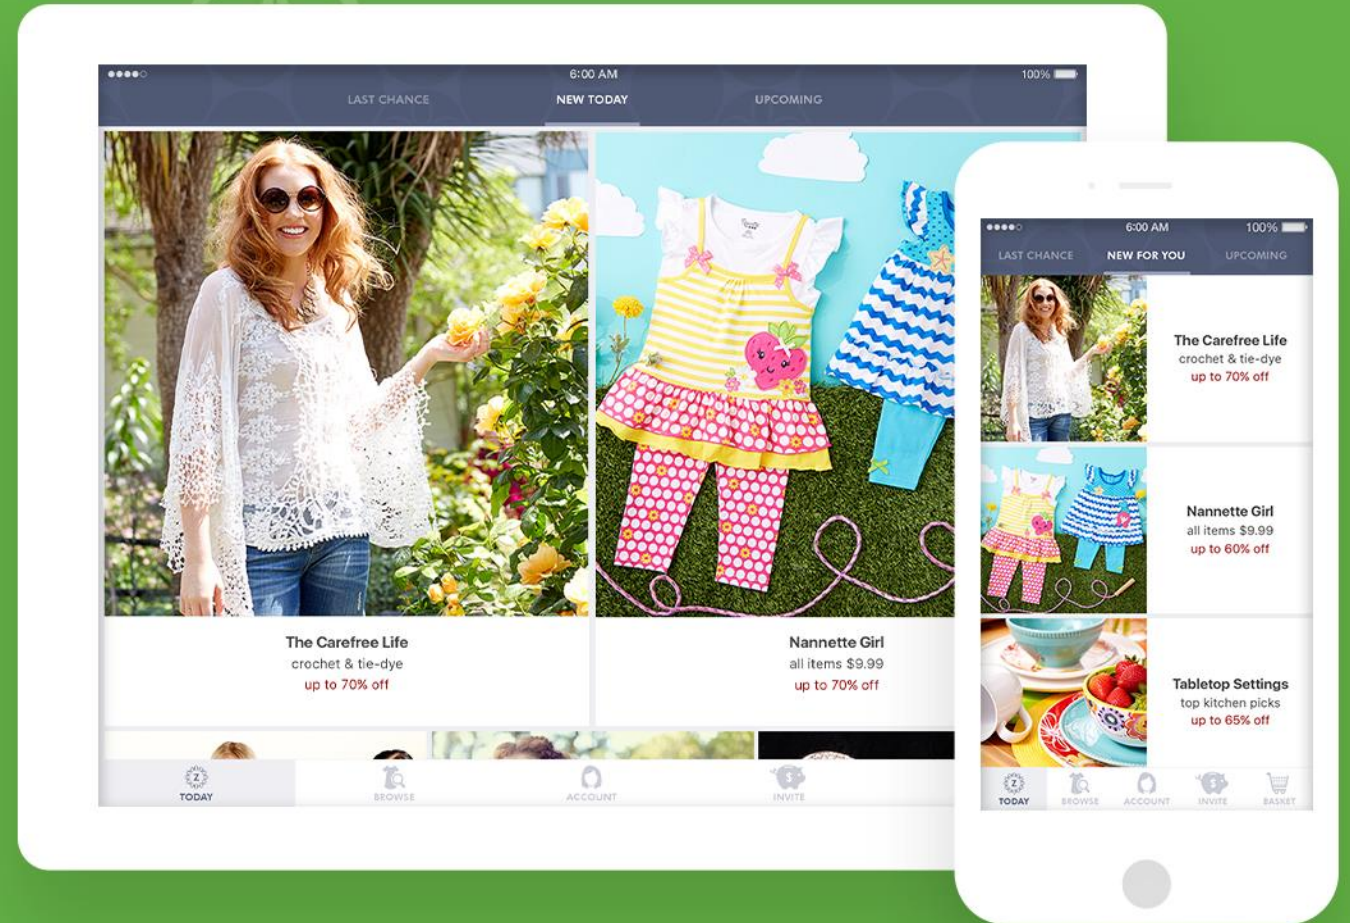 6:00 AM
100%
LAST CHANCE
NEW TODAY
UPCOMING
The Carefree Life
crochet & tie-dye
up to 70% off
Nannette Girl
all items $9.99
up to 70% off
Z
TODAY
BROWSE
ACCOUNT
$
INVITE
6:00 AM
100%
LAST CHANCE
NEW FOR YOU
UPCOMING
The Carefree Life
crochet & tie-dye
up to 70% off
Nannette Girl
all items $9.99
up to 60% off
Tabletop Settings
top kitchen picks
up to 65% off
Z
TODAY
BROWSE
ACCOUNT
$
INVITE
BASKET